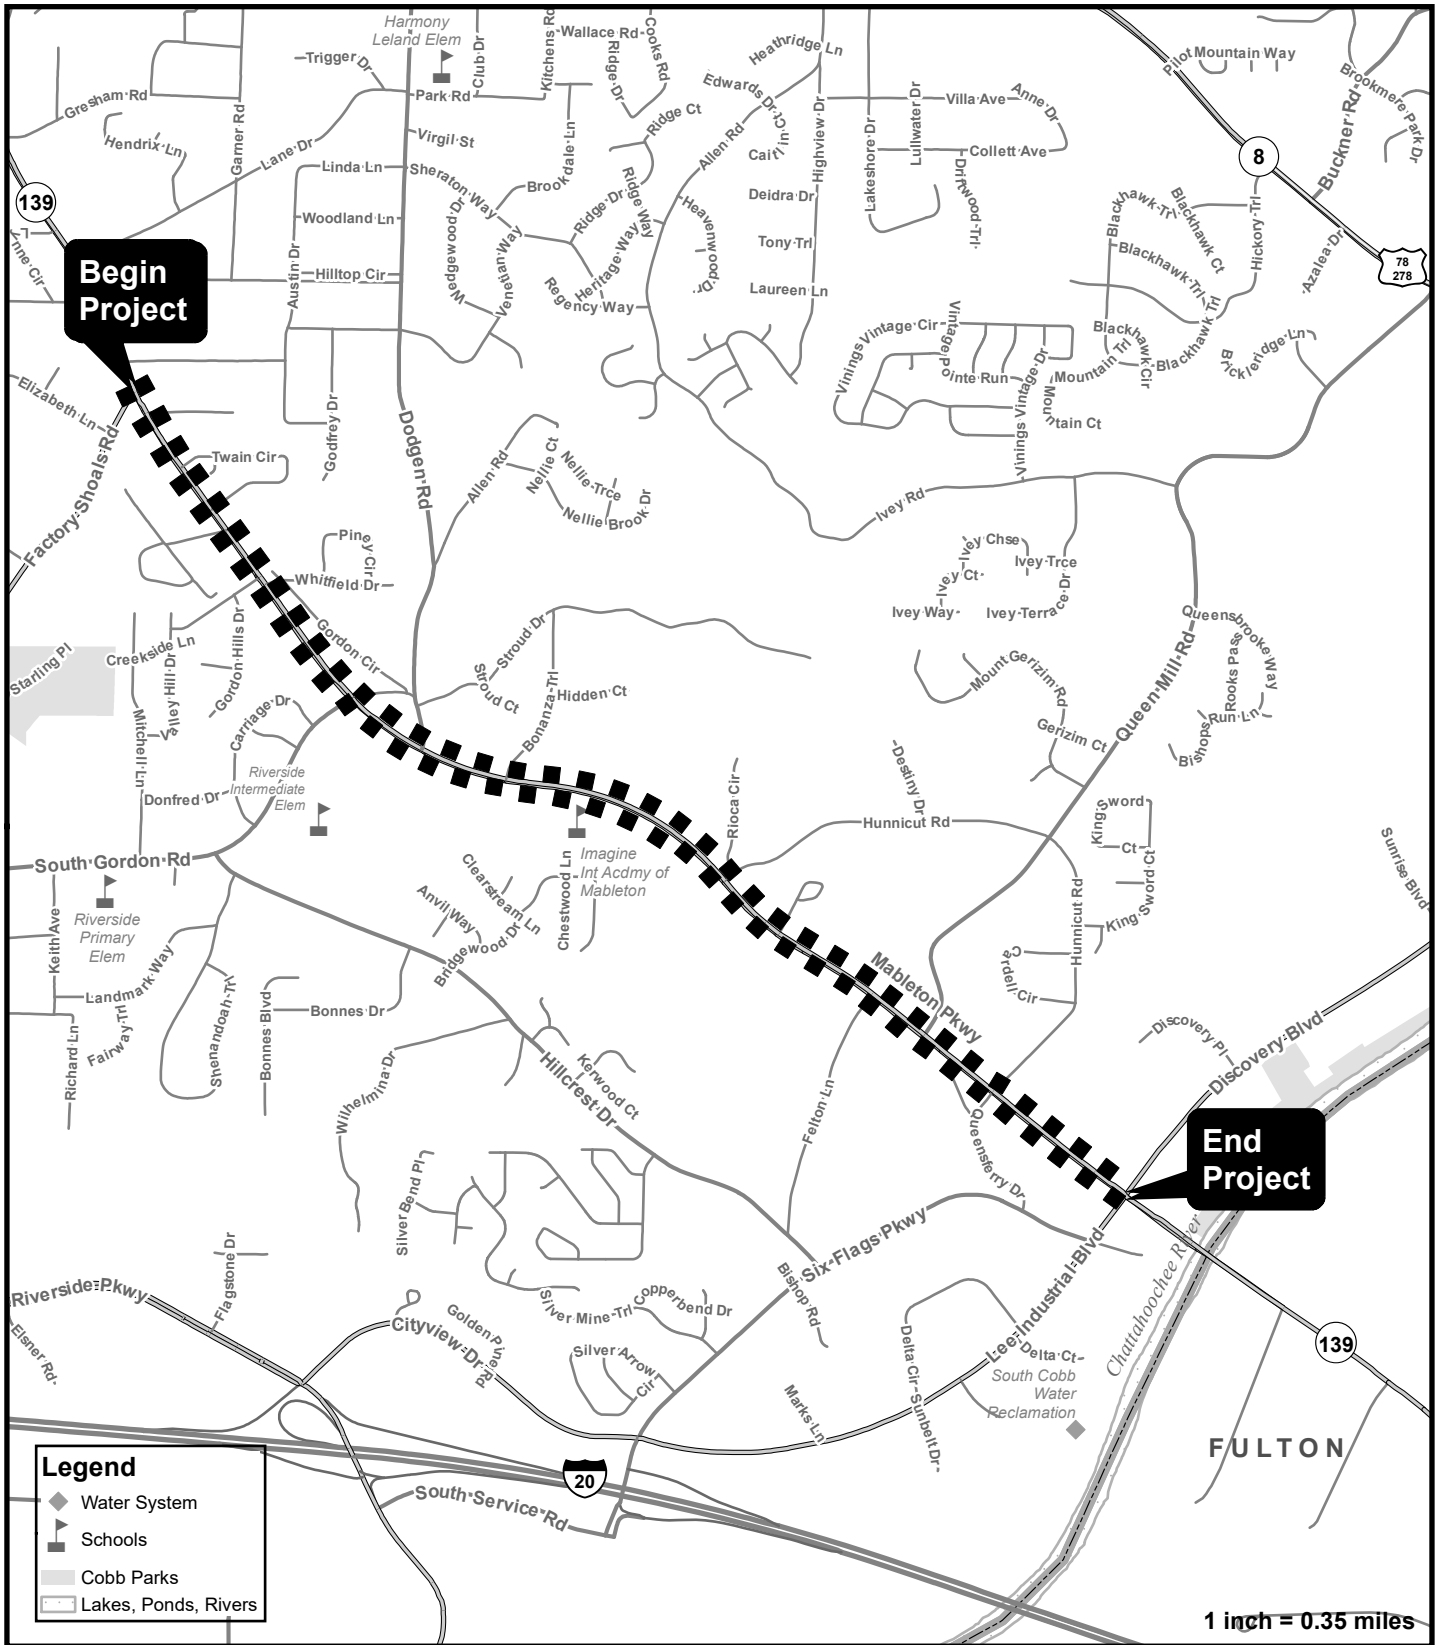 Harmony
Leland Elem
Trigger Dr
Club Dr
Kitchens Rd
Wallace Rd
Ridge Dr
Cooks Rd
Heathridge Ln
Pilot Mountain Way
Brookmere Park Dr
Gresham Rd
Hendrix Ln
Garner Rd
Lane Dr
Park Rd
Virgil St
Edwards Dr
Ridge Ct
Allen Rd
Highview Dr
Villa Ave
Anne Dr
Lullwater Dr
Lakeshore Dr
Collett Ave
Driftwood Trl
8
Buckner Rd
139
Linda Ln
Sheraton Way
Brookdale Ln
Woodland Ln
Wedgewood Dr
Venetian Way
Ridge Dr
Ridge Way
Heritage Way
Regency Way
Heavenwood Dr
Deidra Dr
Tony Trl
Laureen Ln
Blackhawk Trl
Blackhawk Ct
Blackhawk Trl
Hickory Trl
Azalea Dr
78
278
Lynne Cir
Begin
Project
Austin Dr
Hilltop Cir
Vinings Vintage Cir
Vintage Pointe Run
Vinings Vintage Dr
Mountain Trl
Mountain Ct
Blackhawk Cir
Blackhawk Trl
Brickleridge Ln
Elizabeth Ln
Factory Shoals Rd
Godfrey Dr
Dodgen Rd
Twain Cir
Allen Rd
Nellie Ct
Nellie Trce
Nellie Brook Dr
Ivey Rd
Ivey Chse
Ivey Trce
Ivey Ct
Ivey Way
Ivey Terrace Dr
Piney Cir
Whitfield Dr
Queensbrooke Way
Rooks Pass
Bishops Run Ln
Queen Mill Rd
Starling Pl
Creekside Ln
Gordon Hills Dr
Gordon Cir
Valley Hill Dr
Mitchell Ln
Carriage Dr
Stroud Dr
Stroud Ct
Bonanza Trl
Hidden Ct
Mount Gerizim Rd
Gerizim Ct
Donfred Dr
Riverside
Intermediate
Elem
Rioca Cir
Destiny Dr
Hunnicut Rd
King Sword
Ct
King Sword Ct
Sunrise Blvd
South Gordon Rd
Imagine
Int Acdmy of
Mableton
Clearstream Ln
Chestwood Ln
Anvil Way
Bridgewood Dr
Riverside
Primary
Elem
Keith Ave
Landmark Way
Fairway Trl
Richard Ln
Shenandoah Trl
Bonnes Blvd
Bonnes Dr
Mableton Pkwy
Hunnicut Rd
Cardell Cir
Discovery Pl
Discovery Blvd
Wilhelmina Dr
Hillcrest Dr
Kerwood Ct
Felton Ln
Queensferry Dr
End
Project
Silver Bend Pl
Six Flags Pkwy
Lee Industrial Blvd
Chattahoochee River
Flagstone Dr
Riverside Pkwy
Elsner Rd
Cityview Dr
Golden Pine Rd
Silver Mine Trl
Copperbend Dr
Silver Arrow
Cir
Bishop Rd
Marks Ln
Delta Cir
Sunbelt Dr
Delta Ct
South Cobb
Water
Reclamation
139
FULTON
20
South Service Rd
Legend
Water System
Schools
Cobb Parks
Lakes, Ponds, Rivers
1 inch = 0.35 miles